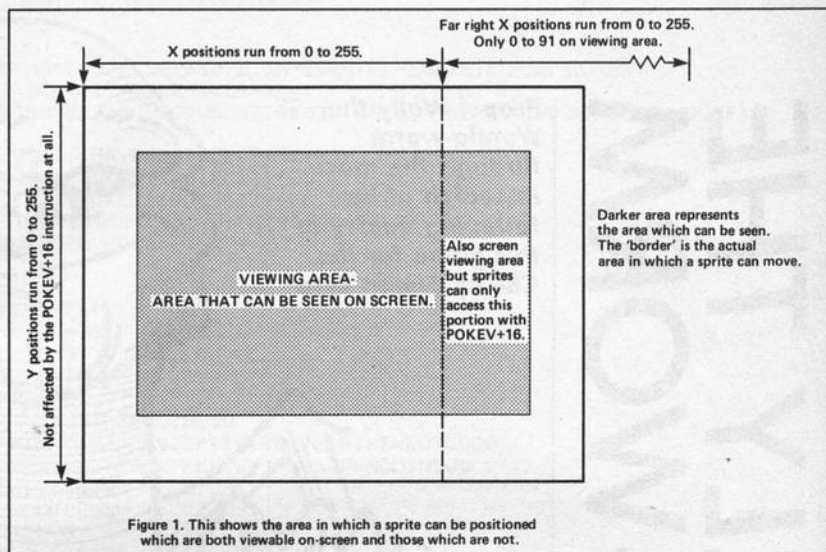 Far right X positions run from 0 to 255.
Only 0 to 91 on viewing area.
X positions run from 0 to 255.
Y positions run from 0 to 255.
Not affected by the POKEV+16 instruction at all.
VIEWING AREA-
AREA THAT CAN BE SEEN ON SCREEN.
Also screen
viewing area
but sprites
can only
access this
portion with
POKEV+16.
Darker area represents
the area which can be seen.
The 'border' is the actual
area in which a sprite can move.
Figure 1. This shows the area in which a sprite can be positioned
which are both viewable on-screen and those which are not.